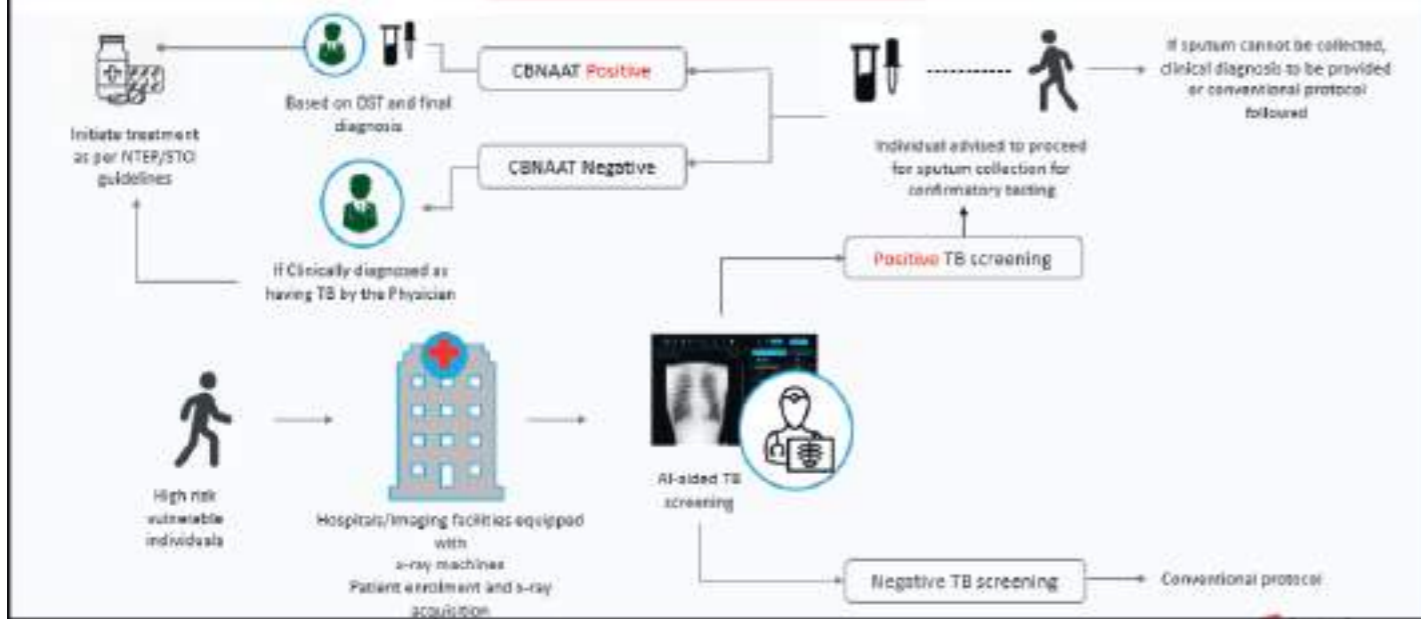 CBNAAT Positive
Based on DST and final
diagnosis
Initiate treatment
as per NTEP/STCI
guidelines
CBNAAT Negative
If Clinically diagnosed as
having TB by the Physician
If sputum cannot be collected,
clinical diagnosis to be provided
or conventional protocol
followed
Individual advised to proceed
for sputum collection for
confirmatory testing
Positive TB screening
High risk
vulnerable
individuals
Hospitals/Imaging facilities equipped
with
x-ray machines
Patient enrolment and x-ray
acquisition
AI-aided TB
screening
Negative TB screening
Conventional protocol